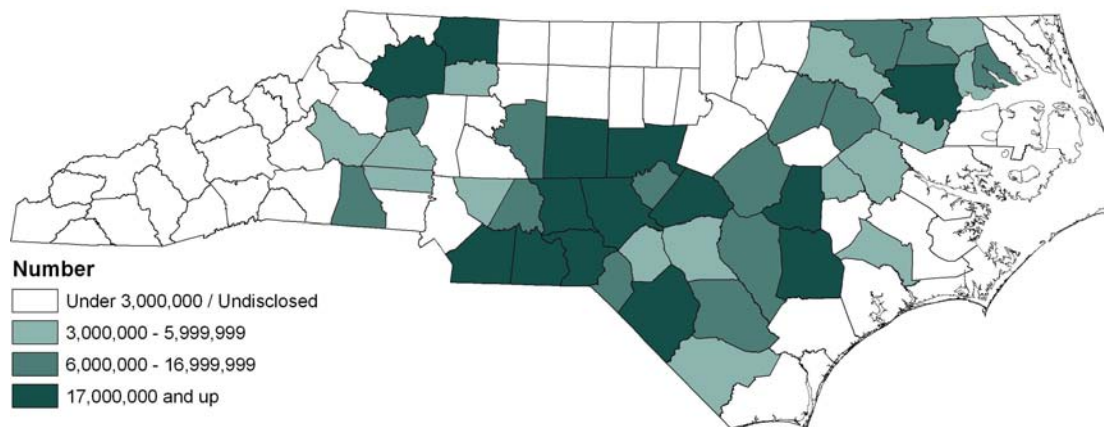 Number
Under 3,000,000 / Undisclosed
3,000,000 - 5,999,999
6,000,000 - 16,999,999
17,000,000 and up